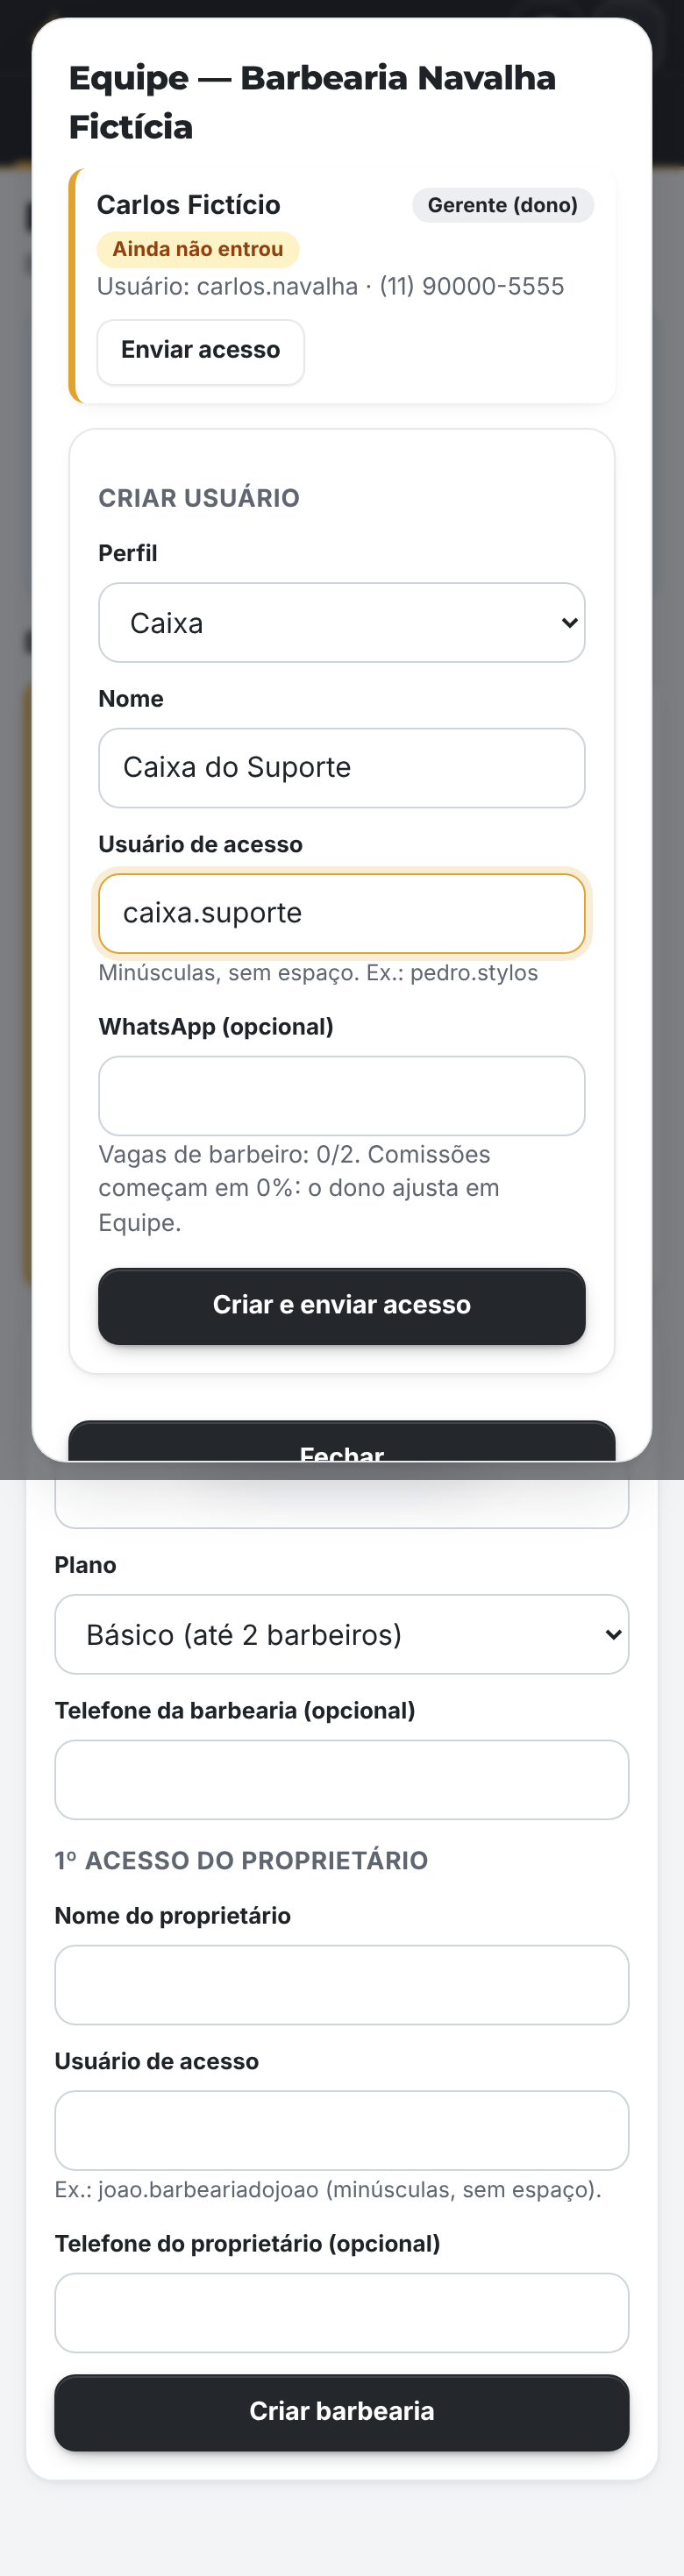 Equipe — Barbearia Navalha
Fictícia
Carlos Fictício
Gerente (dono)
Ainda não entrou
Usuário: carlos.navalha · (11) 90000-5555
Enviar acesso
CRIAR USUÁRIO
Perfil
Caixa
Nome
Caixa do Suporte
Usuário de acesso
caixa.suporte
Minúsculas, sem espaço. Ex.: pedro.stylos
WhatsApp (opcional)
Vagas de barbeiro: 0/2. Comissões
começam em 0%: o dono ajusta em
Equipe.
Criar e enviar acesso
Fechar
Plano
Básico (até 2 barbeiros)
Telefone da barbearia (opcional)
1º ACESSO DO PROPRIETÁRIO
Nome do proprietário
Usuário de acesso
Ex.: joao.barbeariadojoao (minúsculas, sem espaço).
Telefone do proprietário (opcional)
Criar barbearia